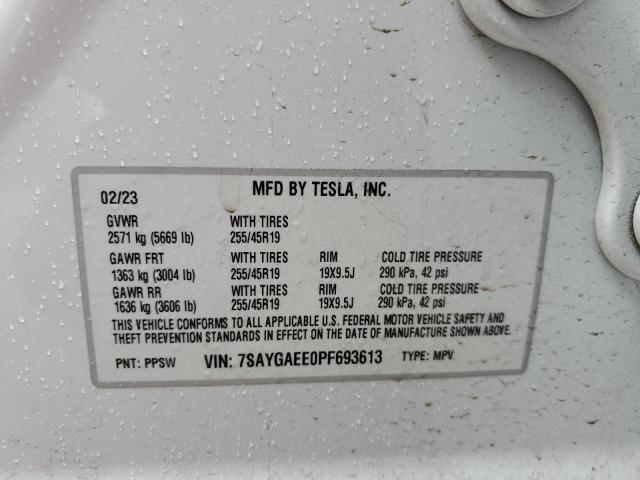 MFD BY TESLA, INC.
02/23
GVWR WITH TIRES
2571 kg (5669 lb) 255/45R19
GAWR FRT WITH TIRES RIM COLD TIRE PRESSURE
1363 kg (3004 lb) 255/45R19 19X9.5J 290 kPa, 42 psi
GAWR RR WITH TIRES RIM COLD TIRE PRESSURE
1636 kg (3606 lb) 255/45R19 19X9.5J 290 kPa, 42 psi
THIS VEHICLE CONFORMS TO ALL APPLICABLE U.S. FEDERAL MOTOR VEHICLE SAFETY AND
THEFT PREVENTION STANDARDS IN EFFECT ON THE DATE OF MANUFACTURE SHOWN ABOVE.
PNT: PPSW VIN: 7SAYGAEE0PF693613 TYPE: MPV